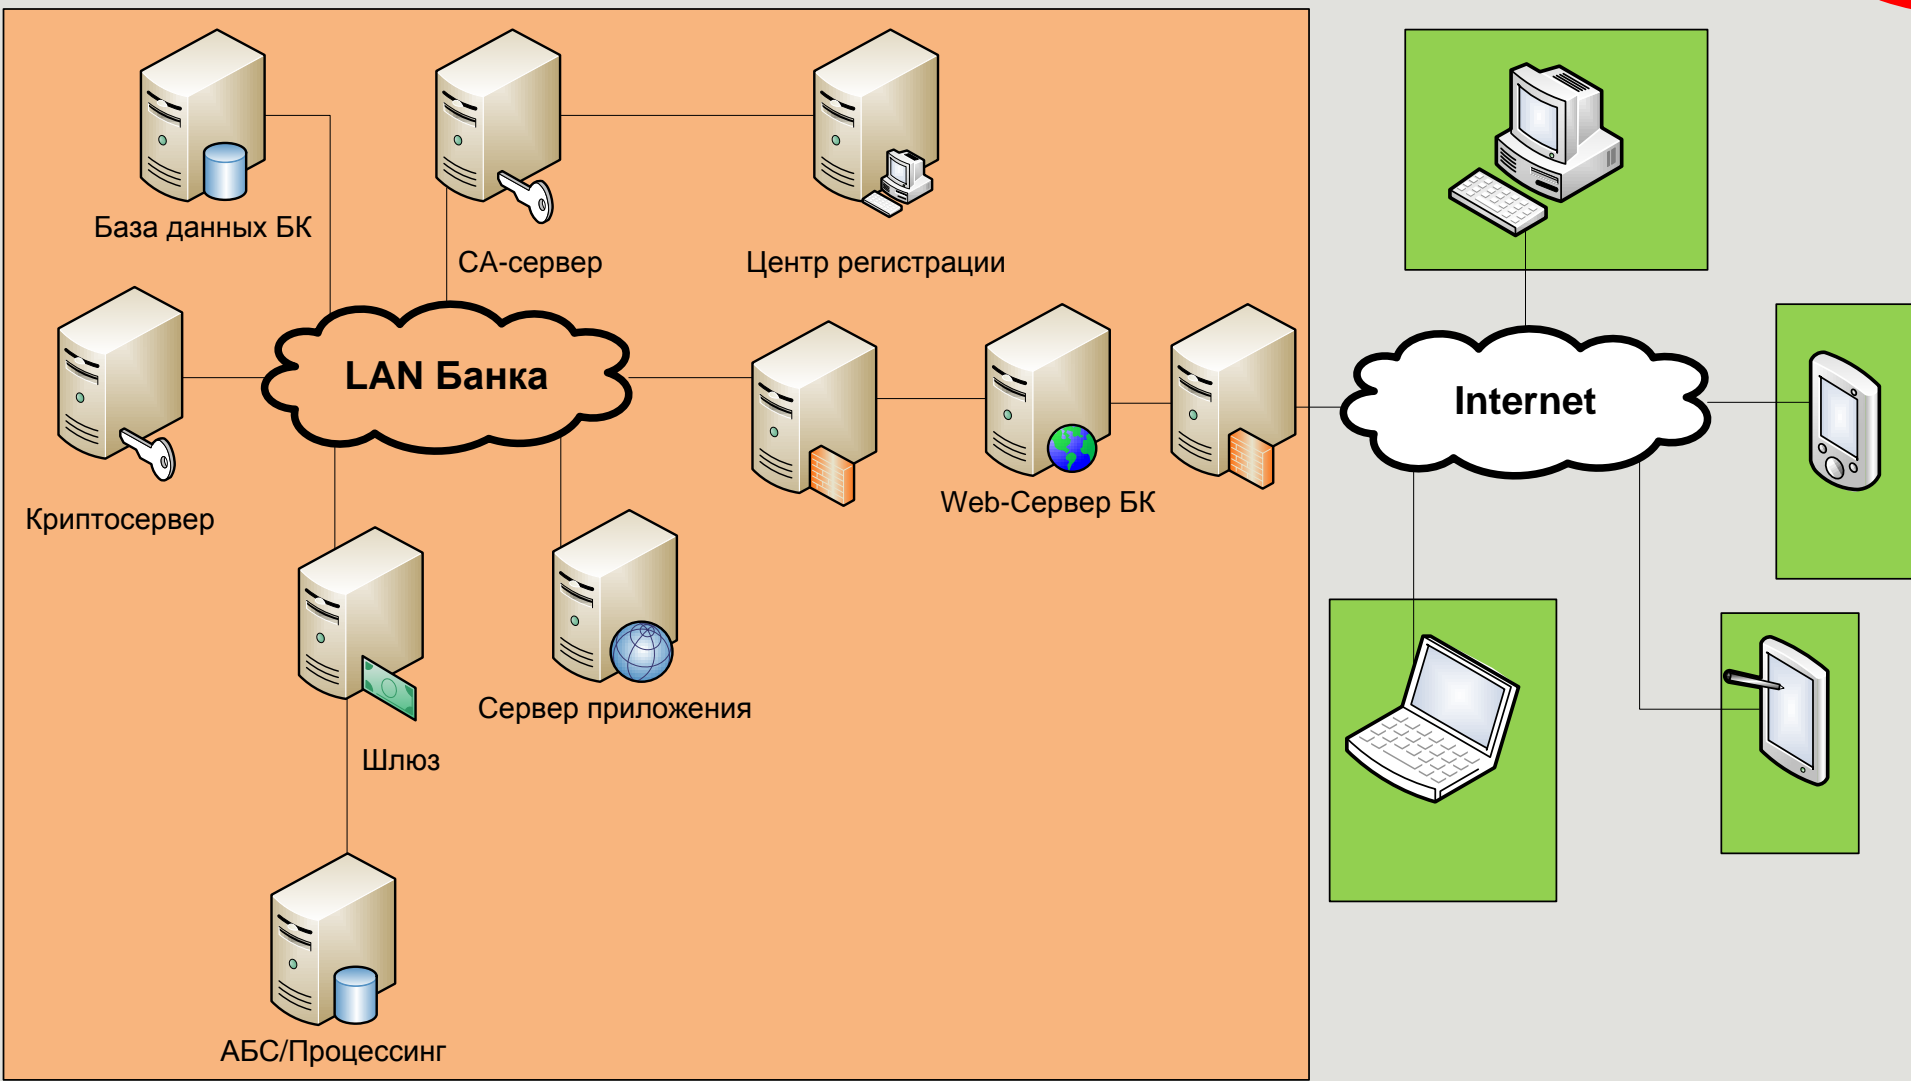 База данных БК
СА-сервер
Центр регистрации
LAN Банка
Internet
Криптосервер
Web-Сервер БК
Сервер приложения
Шлюз
АБС/Процессинг